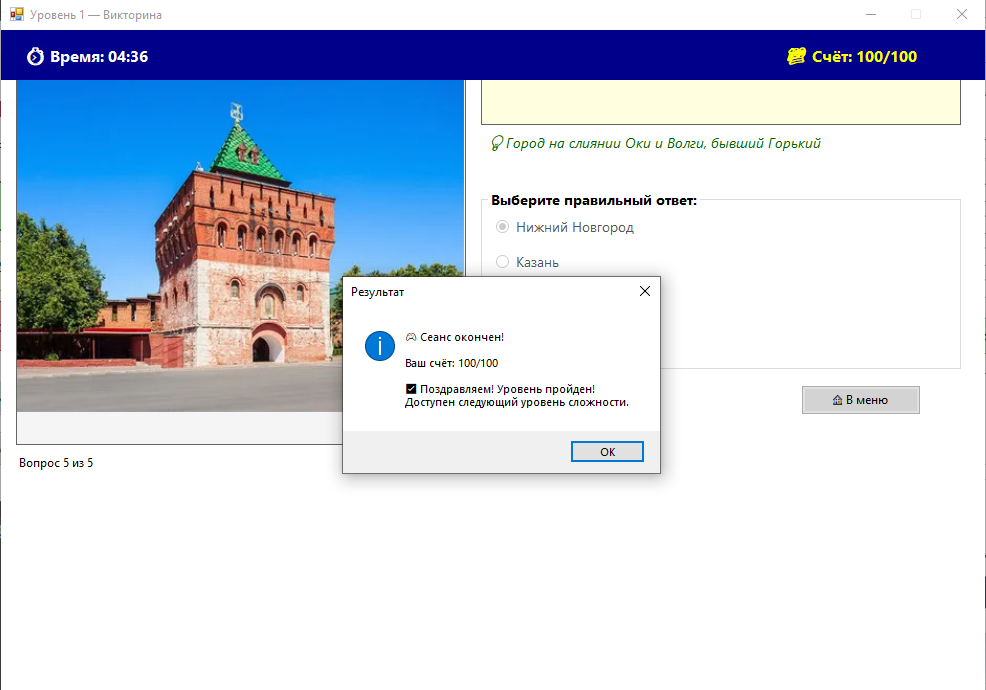 Уровень 1 — Викторина
Время: 04:36
Счёт: 100/100
Город на слиянии Оки и Волги, бывший Горький
Выберите правильный ответ:
Нижний Новгород
Казань
Результат
Сеанс окончен!
Ваш счёт: 100/100
Поздравляем! Уровень пройден!
Доступен следующий уровень сложности.
OK
В меню
Вопрос 5 из 5